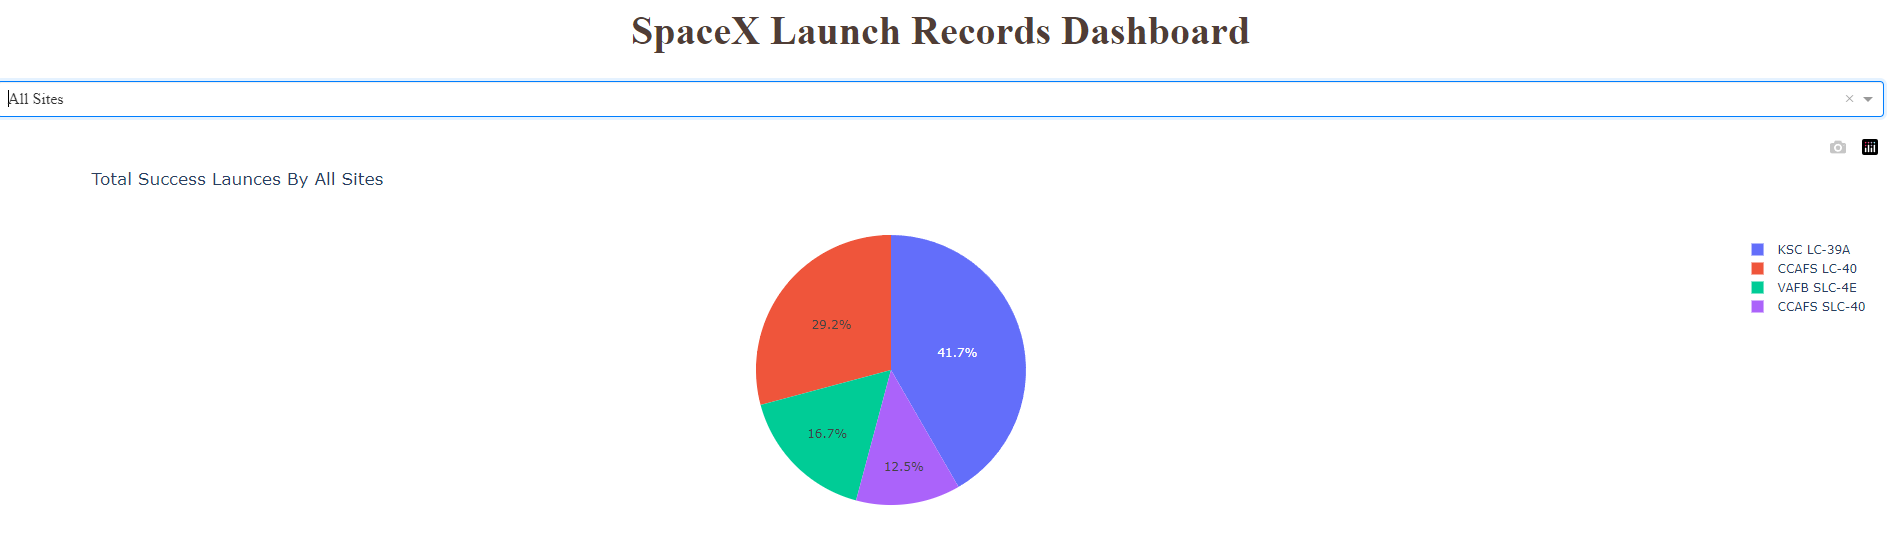 SpaceX Launch Records Dashboard
All Sites
Total Success Launces By All Sites
KSC LC-39A
CCAFS LC-40
VAFB SLC-4E
CCAFS SLC-40
29.2%
41.7%
16.7%
12.5%